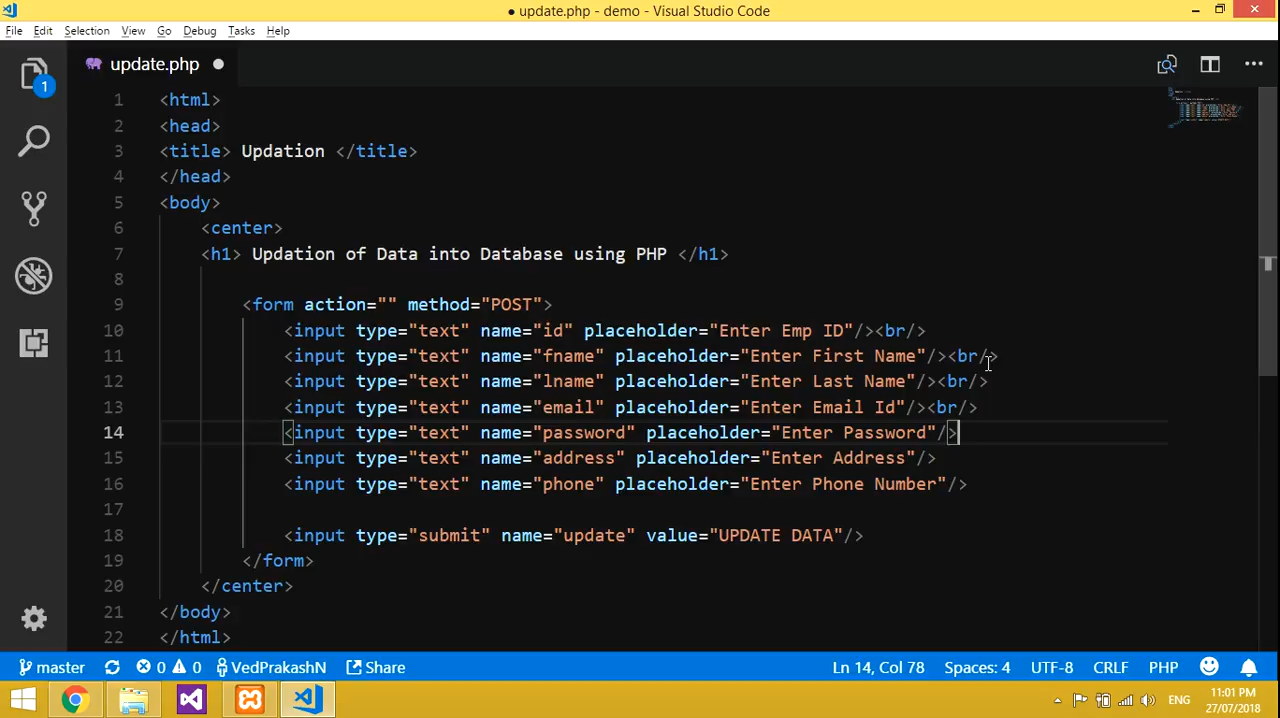 ● update.php - demo - Visual Studio Code
File Edit Selection View Go Debug Tasks Help
1
update.php ●
1 <html>
2 <head>
3 <title> Updation </title>
4 </head>
5 <body>
6 <center>
7 <h1> Updation of Data into Database using PHP </h1>
8
9 <form action="" method="POST">
10 <input type="text" name="id" placeholder="Enter Emp ID"/><br/>
11 <input type="text" name="fname" placeholder="Enter First Name"/><br/>
12 <input type="text" name="lname" placeholder="Enter Last Name"/><br/>
13 <input type="text" name="email" placeholder="Enter Email Id"/><br/>
14 <input type="text" name="password" placeholder="Enter Password"/>
15 <input type="text" name="address" placeholder="Enter Address"/>
16 <input type="text" name="phone" placeholder="Enter Phone Number"/>
17
18 <input type="submit" name="update" value="UPDATE DATA"/>
19 </form>
20 </center>
21 </body>
22 </html>
master 0 0 VedPrakashN Share Ln 14, Col 78 Spaces: 4 UTF-8 CRLF PHP
ENG 11:01 PM
27/07/2018